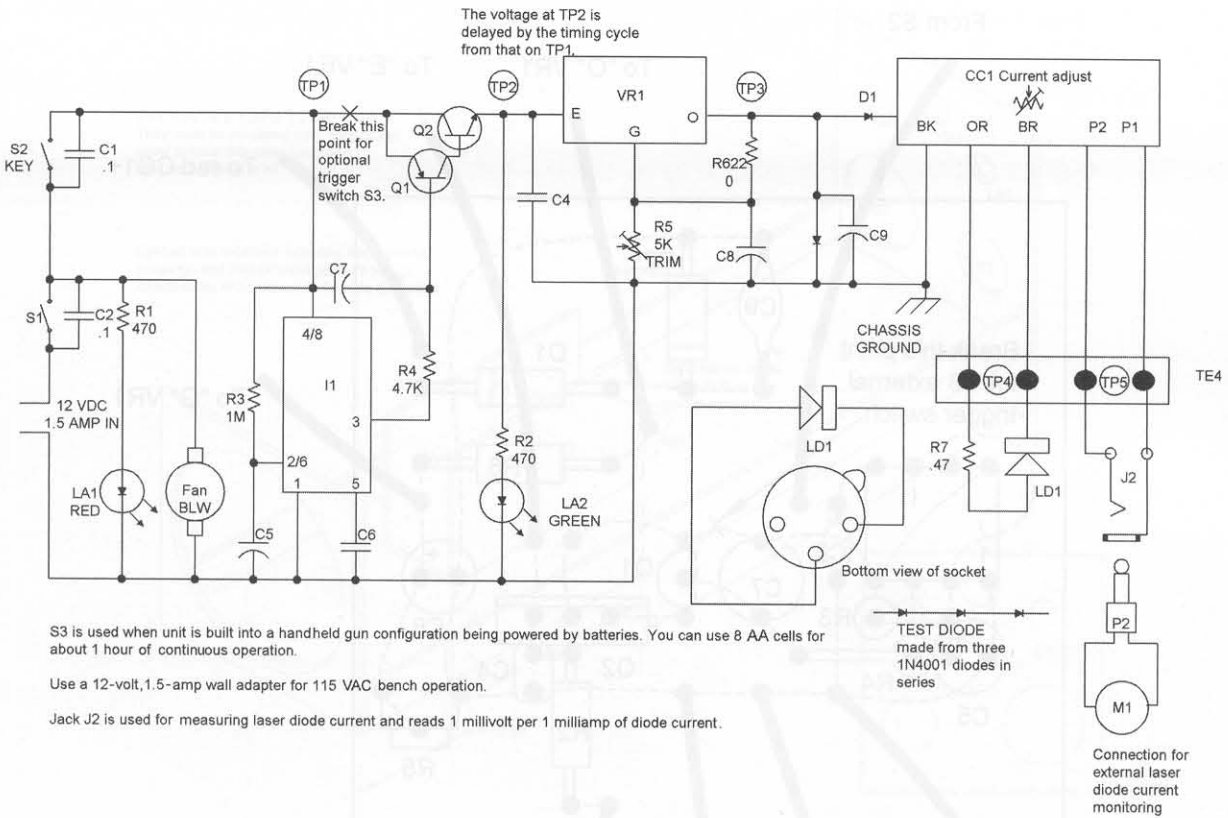 The voltage at TP2 is
delayed by the timing cycle
from that on TP1.
TP1
TP2
TP3
VR1
E
O
G
D1
CC1 Current adjust
BK
OR
BR
P2
P1
S2
KEY
C1
.1
Break this
point for
optional
trigger
switch S3.
Q2
Q1
C4
R622
0
R5
5K
TRIM
C8
C9
C7
S1
C2
.1
R1
470
4/8
I1
R4
4.7K
R3
1M
3
2/6
1
5
CHASSIS
GROUND
TP4
TP5
TE4
12 VDC
1.5 AMP IN
LA1
RED
Fan
BLW
C5
C6
R2
470
LA2
GREEN
LD1
R7
.47
LD1
J2
Bottom view of socket
P2
M1
TEST DIODE
made from three
1N4001 diodes in
series
Connection for
external laser
diode current
monitoring
S3 is used when unit is built into a handheld gun configuration being powered by batteries. You can use 8 AA cells for
about 1 hour of continuous operation.
Use a 12-volt,1.5-amp wall adapter for 115 VAC bench operation.
Jack J2 is used for measuring laser diode current and reads 1 millivolt per 1 milliamp of diode current.